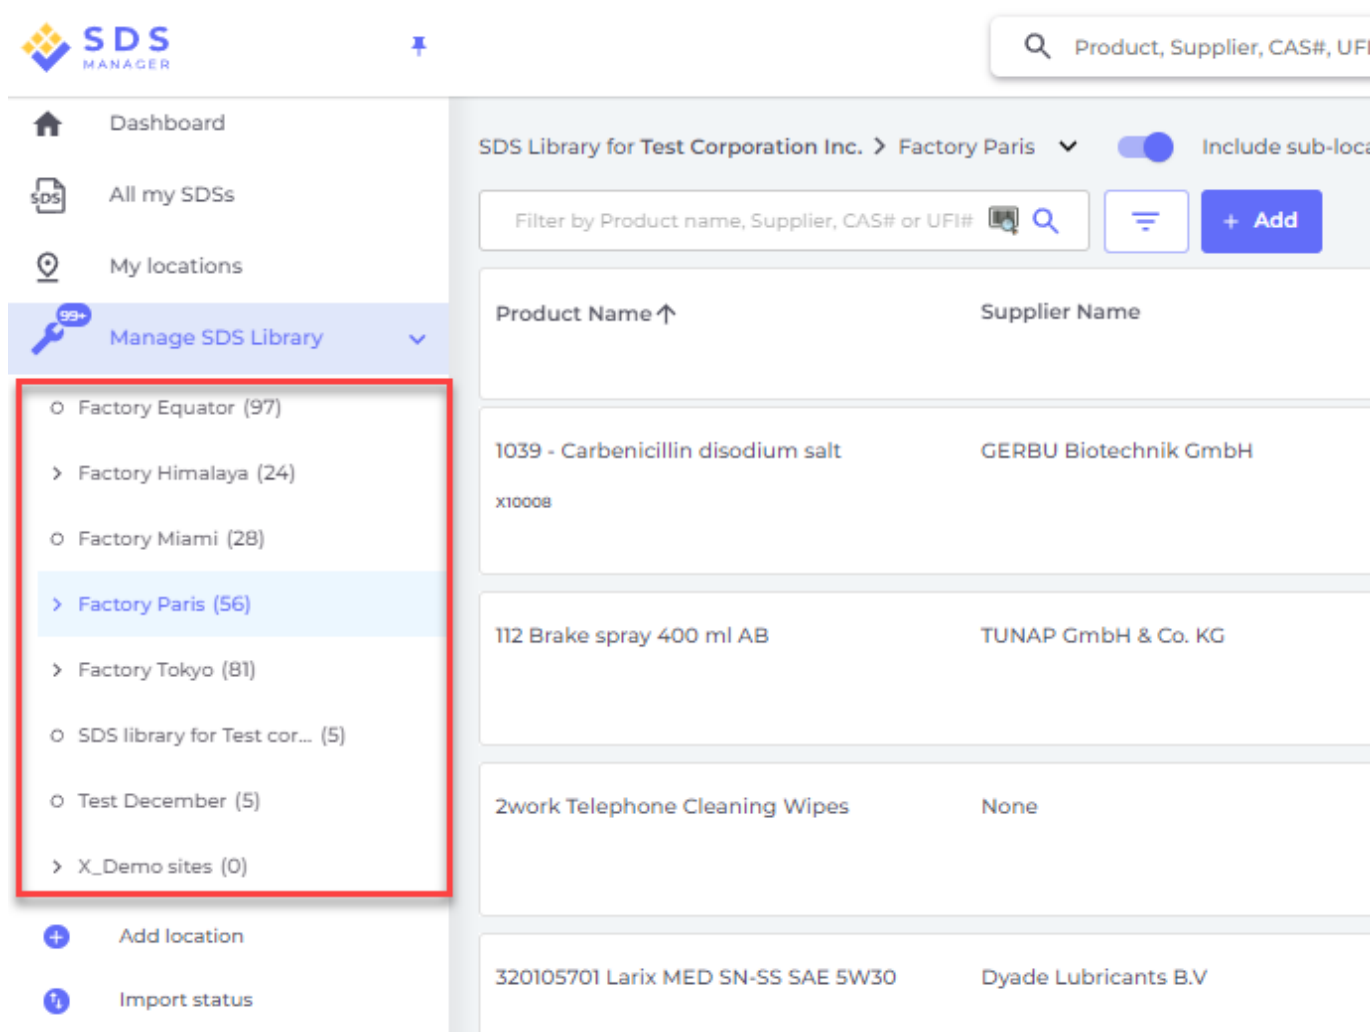 SDS
MANAGER
Product, Supplier, CAS#, UFI
Dashboard
All my SDSs
My locations
99+
Manage SDS Library
Factory Equator (97)
Factory Himalaya (24)
Factory Miami (28)
Factory Paris (56)
Factory Tokyo (81)
SDS library for Test cor... (5)
Test December (5)
X_Demo sites (0)
Add location
Import status
SDS Library for Test Corporation Inc. > Factory Paris
Include sub-loca
Filter by Product name, Supplier, CAS# or UFI#
+ Add
Product Name↑ Supplier Name
1039 - Carbenicillin disodium salt GERBU Biotechnik GmbH
X10008
112 Brake spray 400 ml AB TUNAP GmbH & Co. KG
2work Telephone Cleaning Wipes None
320105701 Larix MED SN-SS SAE 5W30 Dyade Lubricants B.V